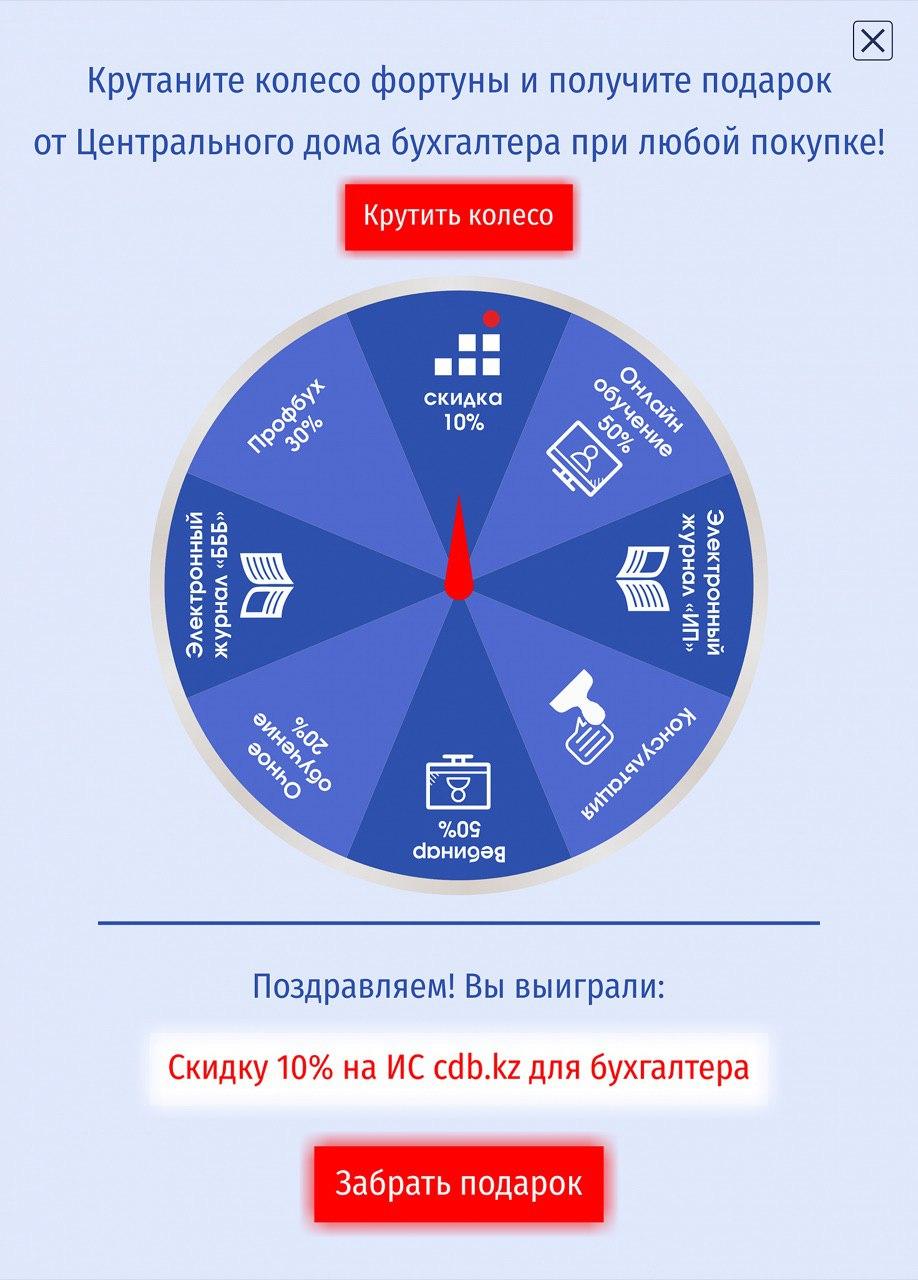 Крутаните колесо фортуны и получите подарок
от Центрального дома бухгалтера при любой покупке!
Крутить колесо
скидка
10%
Онлайн
обучение
50%
Электронный
журнал «ИП»
Консультация
Вебинар
50%
Очное
обучение
20%
Электронный
журнал «БББ»
Профбух
30%
Поздравляем! Вы выиграли:
Скидку 10% на ИС cdb.kz для бухгалтера
Забрать подарок